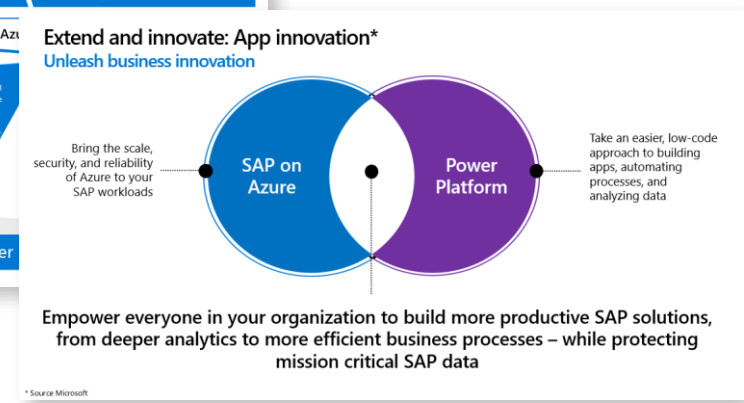 Extend and innovate: App innovation*
Unleash business innovation
Bring the scale,
security, and reliability
of Azure to your
SAP workloads
SAP on
Azure
Power
Platform
Take an easier, low-code
approach to building
apps, automating
processes, and
analyzing data
Empower everyone in your organization to build more productive SAP solutions,
from deeper analytics to more efficient business processes – while protecting
mission critical SAP data
* Source Microsoft